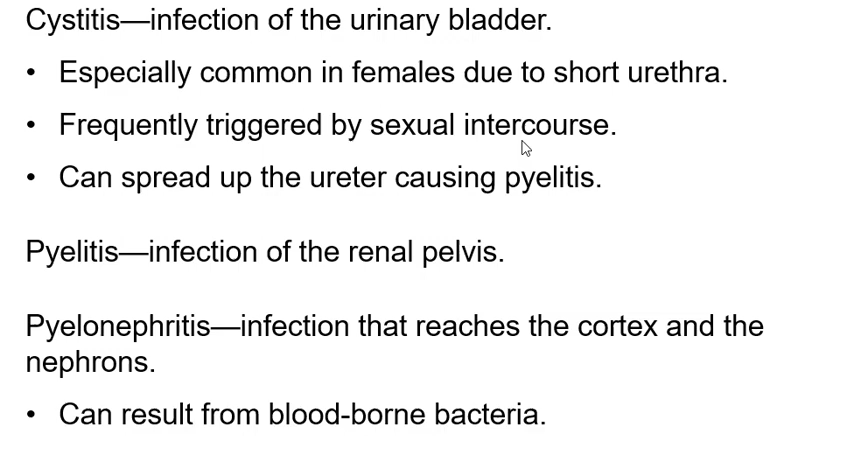 Cystitis—infection of the urinary bladder.
• Especially common in females due to short urethra.
• Frequently triggered by sexual intercourse.
• Can spread up the ureter causing pyelitis.
Pyelitis—infection of the renal pelvis.
Pyelonephritis—infection that reaches the cortex and the
nephrons.
• Can result from blood-borne bacteria.